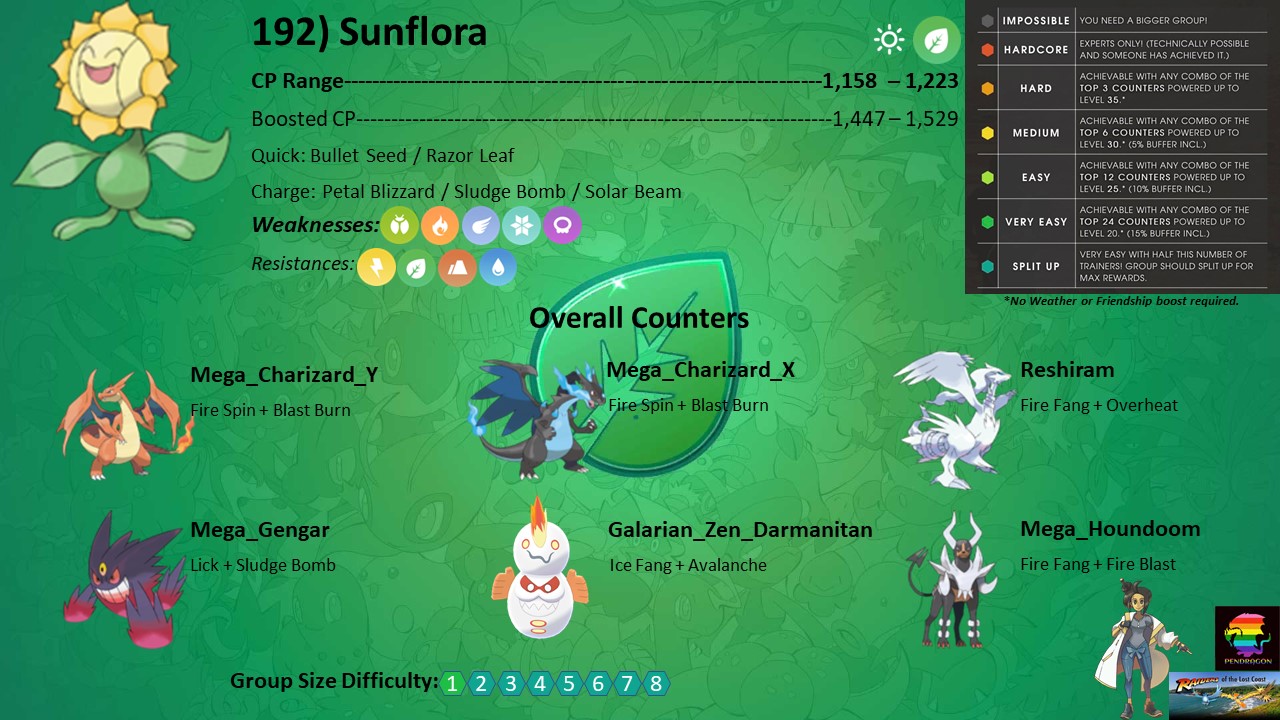 192) Sunflora
CP Range--------------------------------------------------------------------1,158 – 1,223
Boosted CP--------------------------------------------------------------------1,447 – 1,529
Quick: Bullet Seed / Razor Leaf
Charge: Petal Blizzard / Sludge Bomb / Solar Beam
Weaknesses:
Resistances:
IMPOSSIBLE YOU NEED A BIGGER GROUP!
HARDCORE EXPERTS ONLY! (TECHNICALLY POSSIBLE
AND SOMEONE HAS ACHIEVED IT.)
HARD ACHIEVABLE WITH ANY COMBO OF THE
TOP 3 COUNTERS POWERED UP TO
LEVEL 35.*
MEDIUM ACHIEVABLE WITH ANY COMBO OF THE
TOP 6 COUNTERS POWERED UP TO
LEVEL 30.* (5% BUFFER INCL.)
EASY ACHIEVABLE WITH ANY COMBO OF THE
TOP 12 COUNTERS POWERED UP TO
LEVEL 25.* (10% BUFFER INCL.)
VERY EASY ACHIEVABLE WITH ANY COMBO OF THE
TOP 24 COUNTERS POWERED UP TO
LEVEL 20.* (15% BUFFER INCL.)
SPLIT UP VERY EASY WITH HALF THIS NUMBER OF
TRAINERS! GROUP SHOULD SPLIT UP FOR
MAX REWARDS.
*No Weather or Friendship boost required.
Overall Counters
Mega_Charizard_Y
Fire Spin + Blast Burn
Mega_Charizard_X
Fire Spin + Blast Burn
Reshiram
Fire Fang + Overheat
Mega_Gengar
Lick + Sludge Bomb
Galarian_Zen_Darmanitan
Ice Fang + Avalanche
Mega_Houndoom
Fire Fang + Fire Blast
Group Size Difficulty: 1 2 3 4 5 6 7 8
PENDRAGON
RAIDERS of the Lost Coast